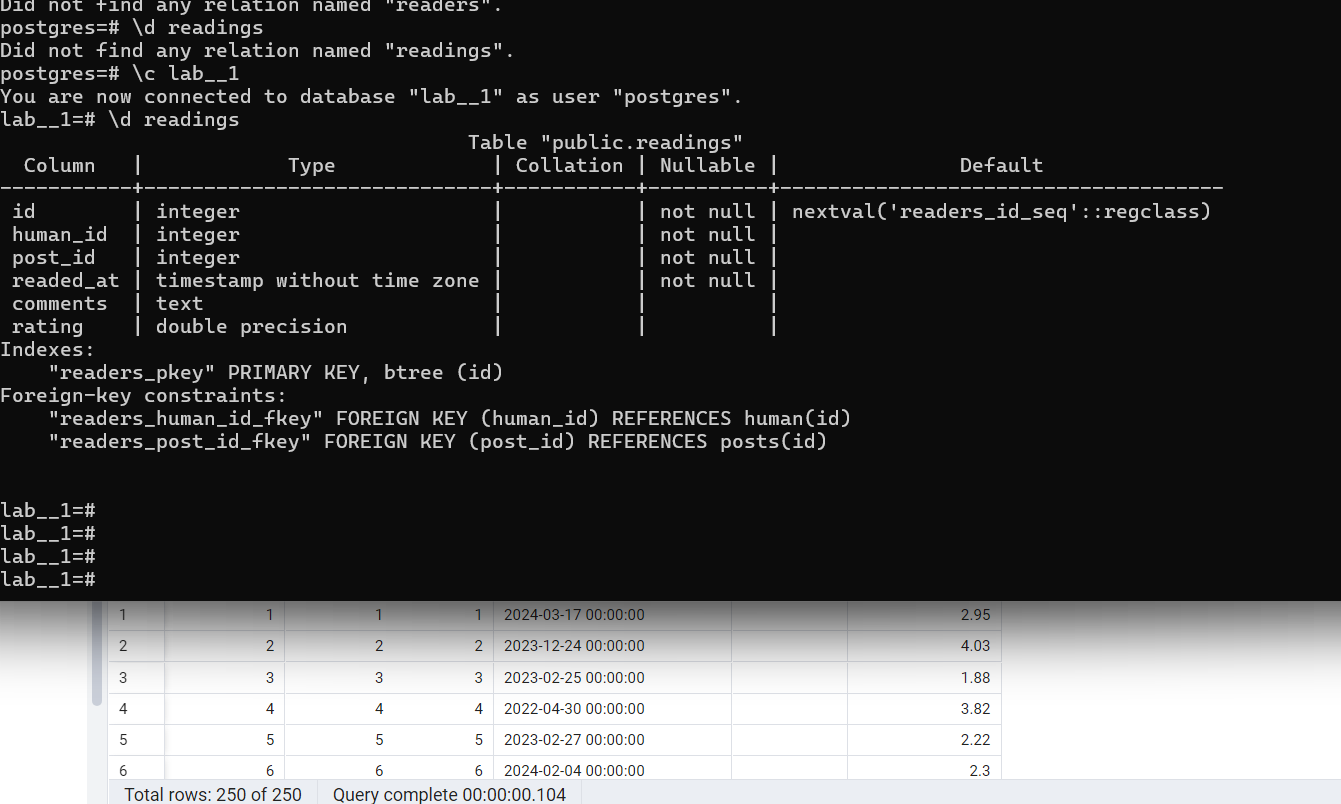 Did not find any relation named "readers".
postgres=# \d readings
Did not find any relation named "readings".
postgres=# \c lab__1
You are now connected to database "lab__1" as user "postgres".
lab__1=# \d readings
                                       Table "public.readings"
  Column   |            Type             | Collation | Nullable |               Default
-----------+-----------------------------+-----------+----------+-------------------------------------
 id        | integer                     |           | not null | nextval('readers_id_seq'::regclass)
 human_id  | integer                     |           | not null |
 post_id   | integer                     |           | not null |
 readed_at | timestamp without time zone |           | not null |
 comments  | text                        |           |          |
 rating    | double precision            |           |          |
Indexes:
    "readers_pkey" PRIMARY KEY, btree (id)
Foreign-key constraints:
    "readers_human_id_fkey" FOREIGN KEY (human_id) REFERENCES human(id)
    "readers_post_id_fkey" FOREIGN KEY (post_id) REFERENCES posts(id)
lab__1=#
lab__1=#
lab__1=#
lab__1=#
1 1 1 1 2024-03-17 00:00:00 2.95
2 2 2 2 2023-12-24 00:00:00 4.03
3 3 3 3 2023-02-25 00:00:00 1.88
4 4 4 4 2022-04-30 00:00:00 3.82
5 5 5 5 2023-02-27 00:00:00 2.22
6 6 6 6 2024-02-04 00:00:00 2.3
Total rows: 250 of 250 Query complete 00:00:00.104